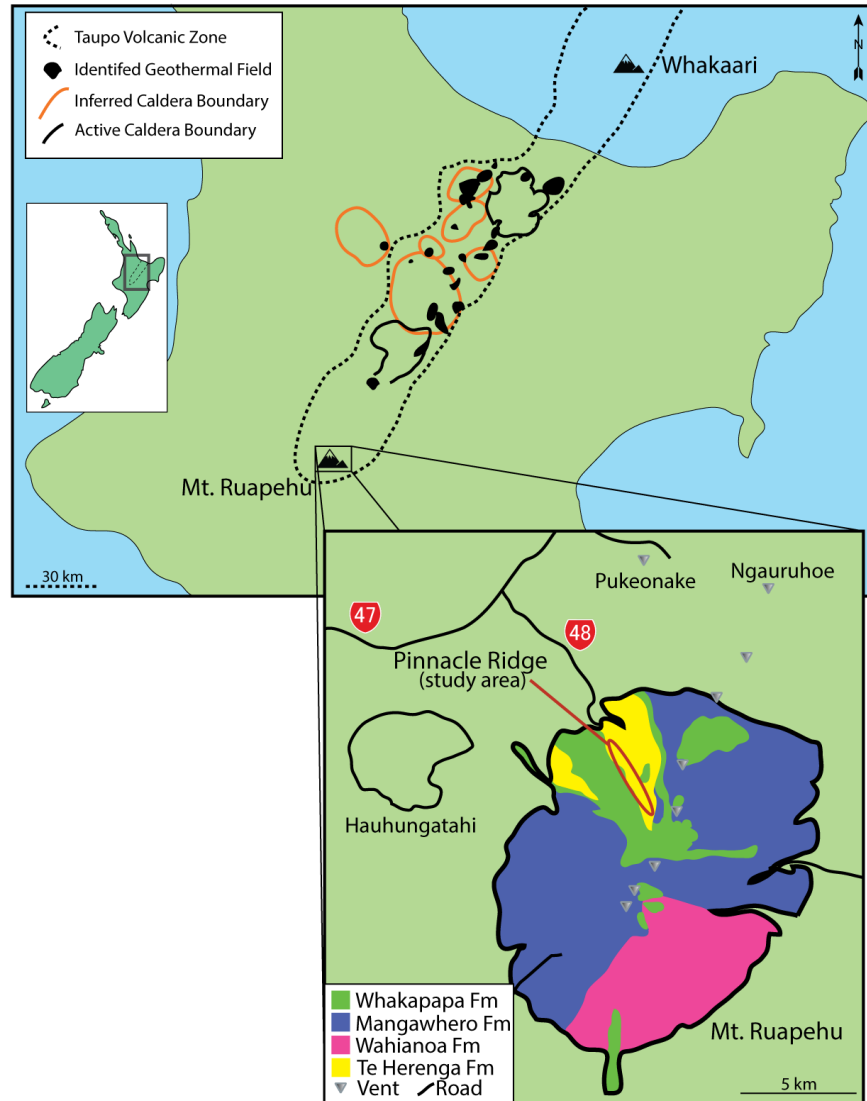 Taupo Volcanic Zone
Identifed Geothermal Field
Inferred Caldera Boundary
Active Caldera Boundary
N
Whakaari
Mt. Ruapehu
30 km
Pukeonake
Ngauruhoe
47
48
Pinnacle Ridge
(study area)
Hauhungatahi
Whakapapa Fm
Mangawhero Fm
Wahianoa Fm
Te Herenga Fm
Vent
Road
Mt. Ruapehu
5 km